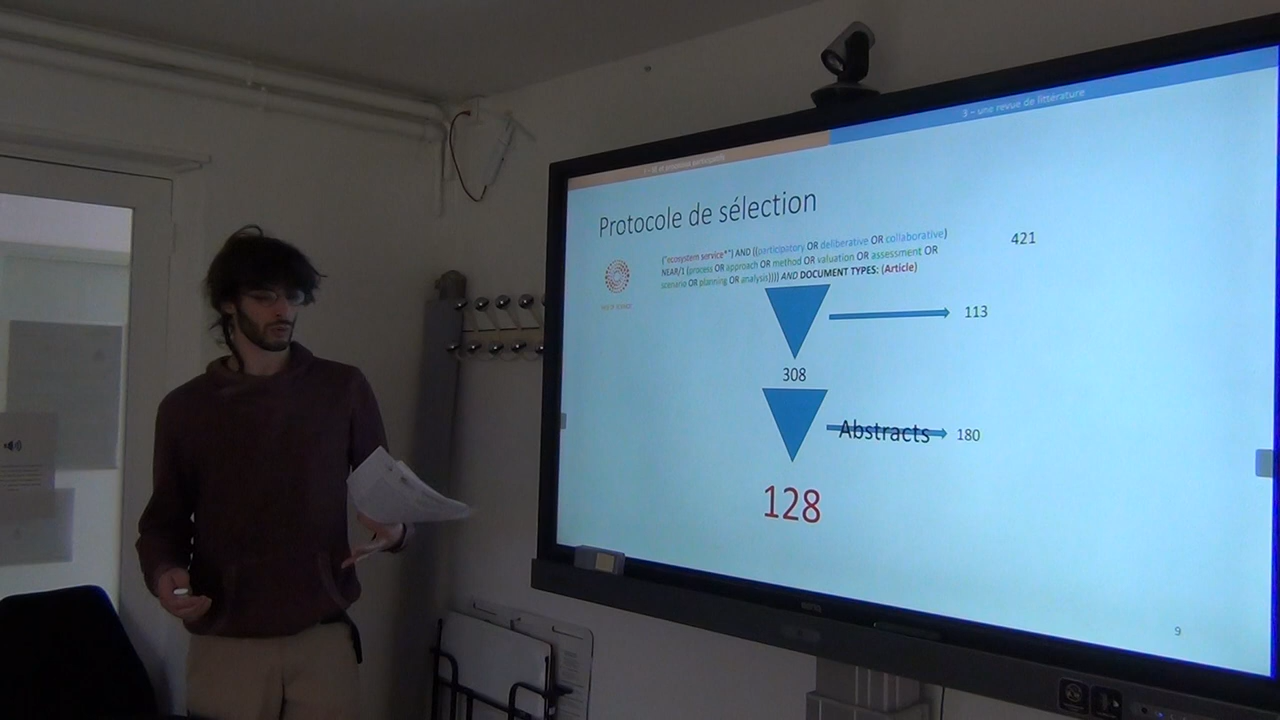 3 – une revue de littérature
Protocole de sélection
("ecosystem service*") AND ((participatory OR deliberative OR collaborative)
NEAR/1 (process OR approach OR method OR valuation OR assessment OR
scenario OR planning OR analysis)))) AND DOCUMENT TYPES: (Article)
421
113
308
Abstracts
180
128
9